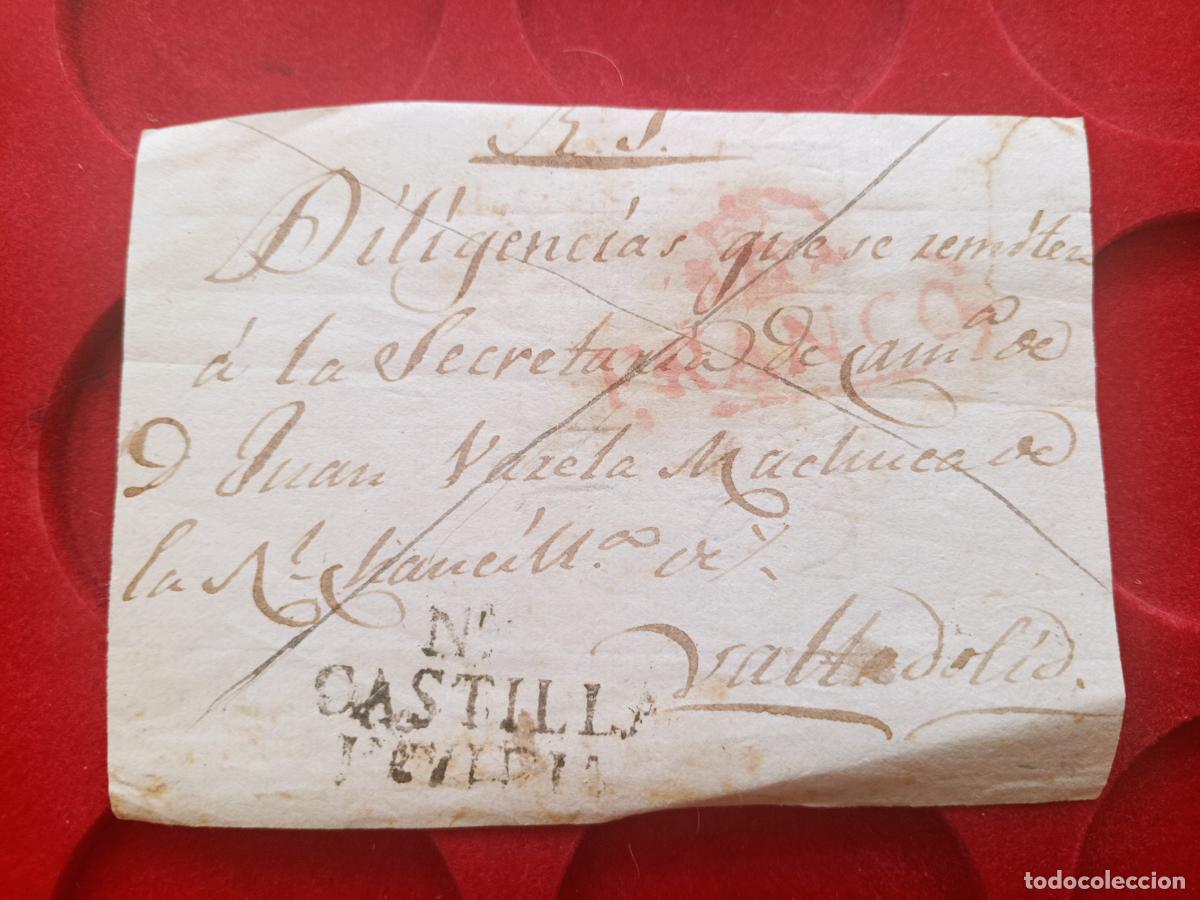 R. S.
Diligencias que se remiten
FRANCO
á la Secretaria de Cam.ª de
D Juan Varela Machuca de
la R.l Chancill.ª de
Valladolid.
CASTILLA
todocoleccion